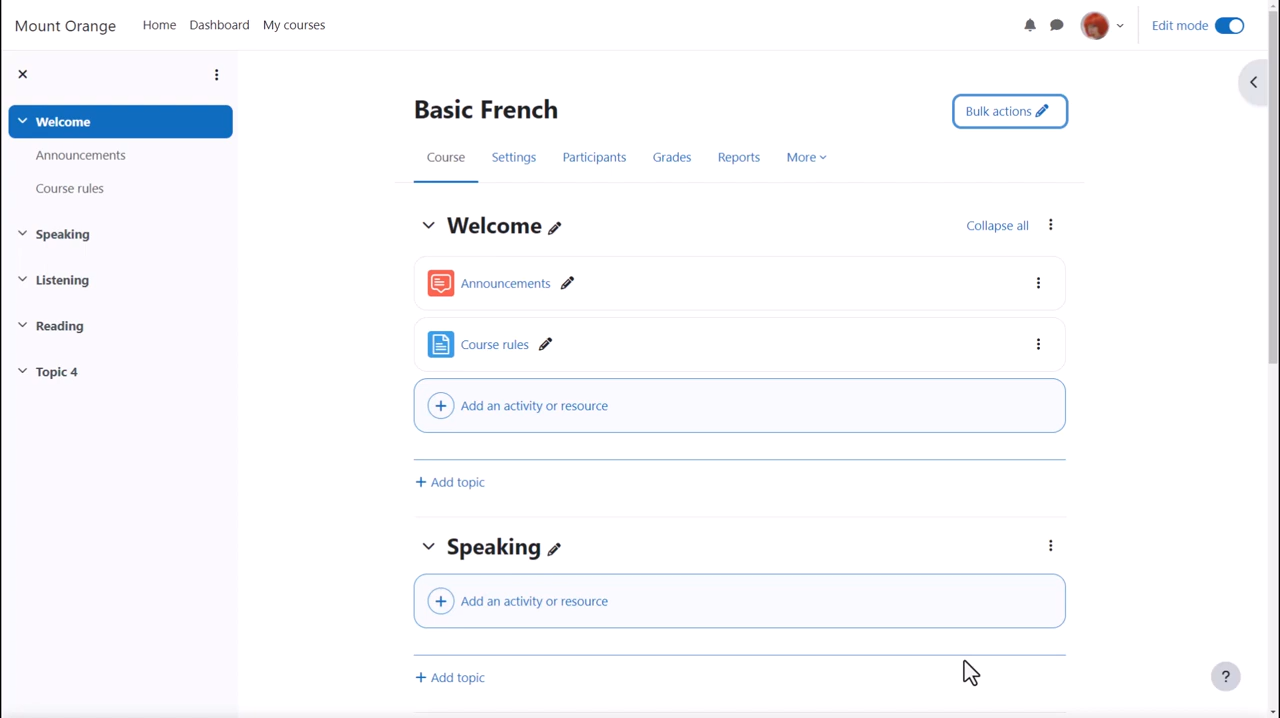 Mount Orange Home Dashboard My courses Edit mode
Welcome
Announcements
Course rules
Speaking
Listening
Reading
Topic 4
Basic French Bulk actions
Course Settings Participants Grades Reports More
Welcome Collapse all
Announcements
Course rules
Add an activity or resource
+ Add topic
Speaking
Add an activity or resource
+ Add topic
?